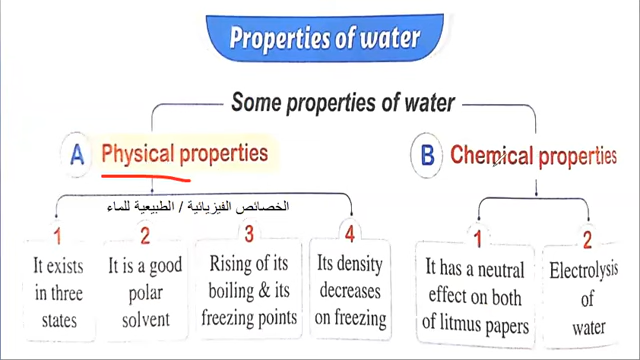 Properties of water
Some properties of water
A Physical properties
B Chemical properties
الخصائص الفيزيائية / الطبيعية للماء
1
It exists
in three
states
2
It is a good
polar
solvent
3
Rising of its
boiling & its
freezing points
4
Its density
decreases
on freezing
1
It has a neutral
effect on both
of litmus papers
2
Electrolysis
of
water